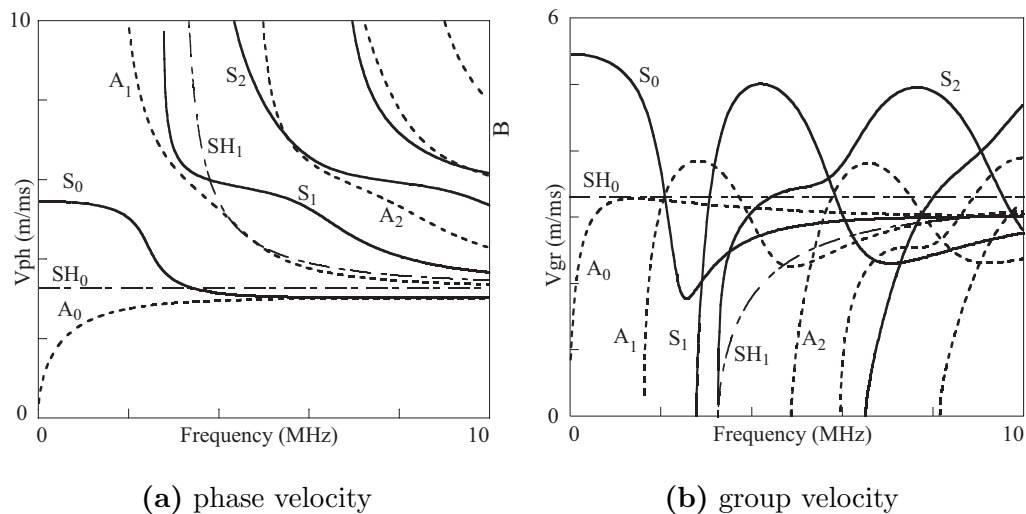 10
Vph (m/ms)
A1
S2
SH1
S0
S1
A2
SH0
A0
0
0
Frequency (MHz)
10
B
6
Vgr (m/ms)
S0
S2
SH0
A0
A1
S1
SH1
A2
0
0
Frequency (MHz)
10
(a) phase velocity
(b) group velocity